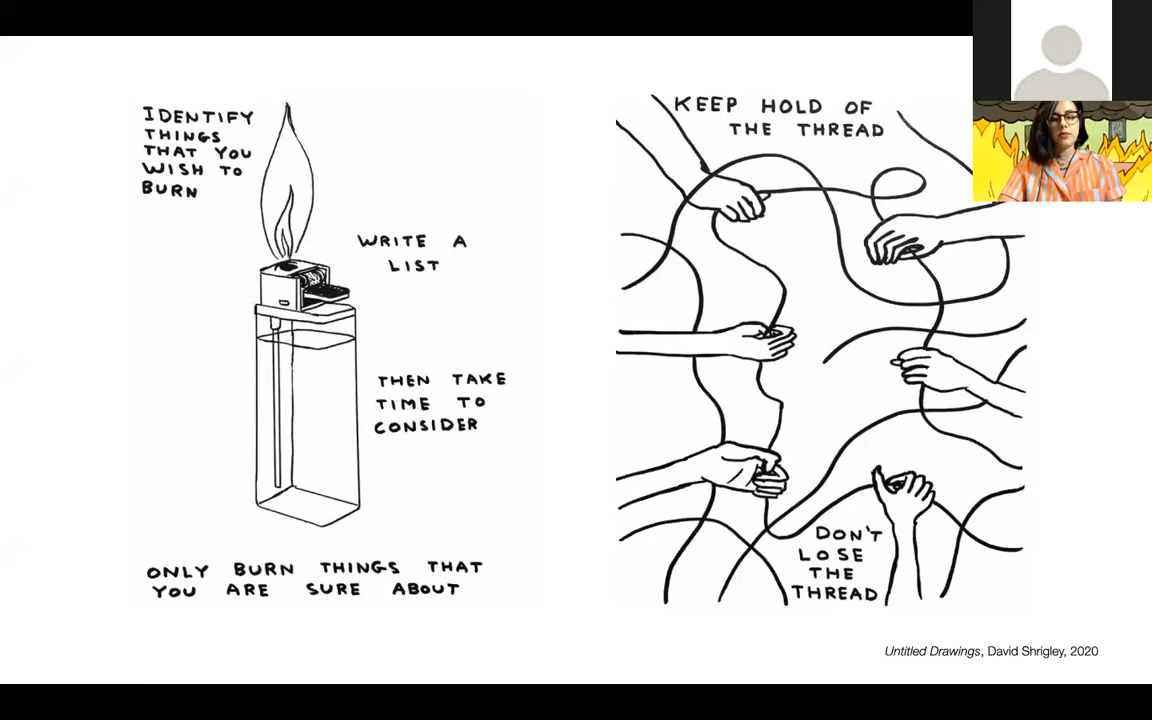 IDENTIFY
THINGS
THAT YOU
WISH TO
BURN
WRITE A
LIST
THEN TAKE
TIME TO
CONSIDER
ONLY BURN THINGS THAT
YOU ARE SURE ABOUT
KEEP HOLD OF
THE THREAD
DON'T
LOSE
THE
THREAD
Untitled Drawings, David Shrigley, 2020